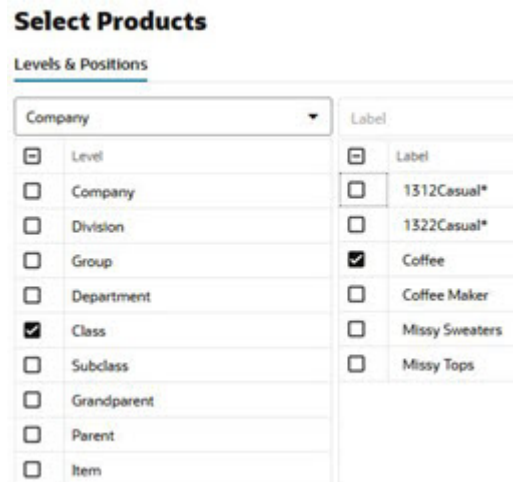 Select Products
Levels & Positions
Company Label
Level Label
Company 1312Casual*
Division 1322Casual*
Group Coffee
Department Coffee Maker
Class Missy Sweaters
Subclass Missy Tops
Grandparent
Parent
Item